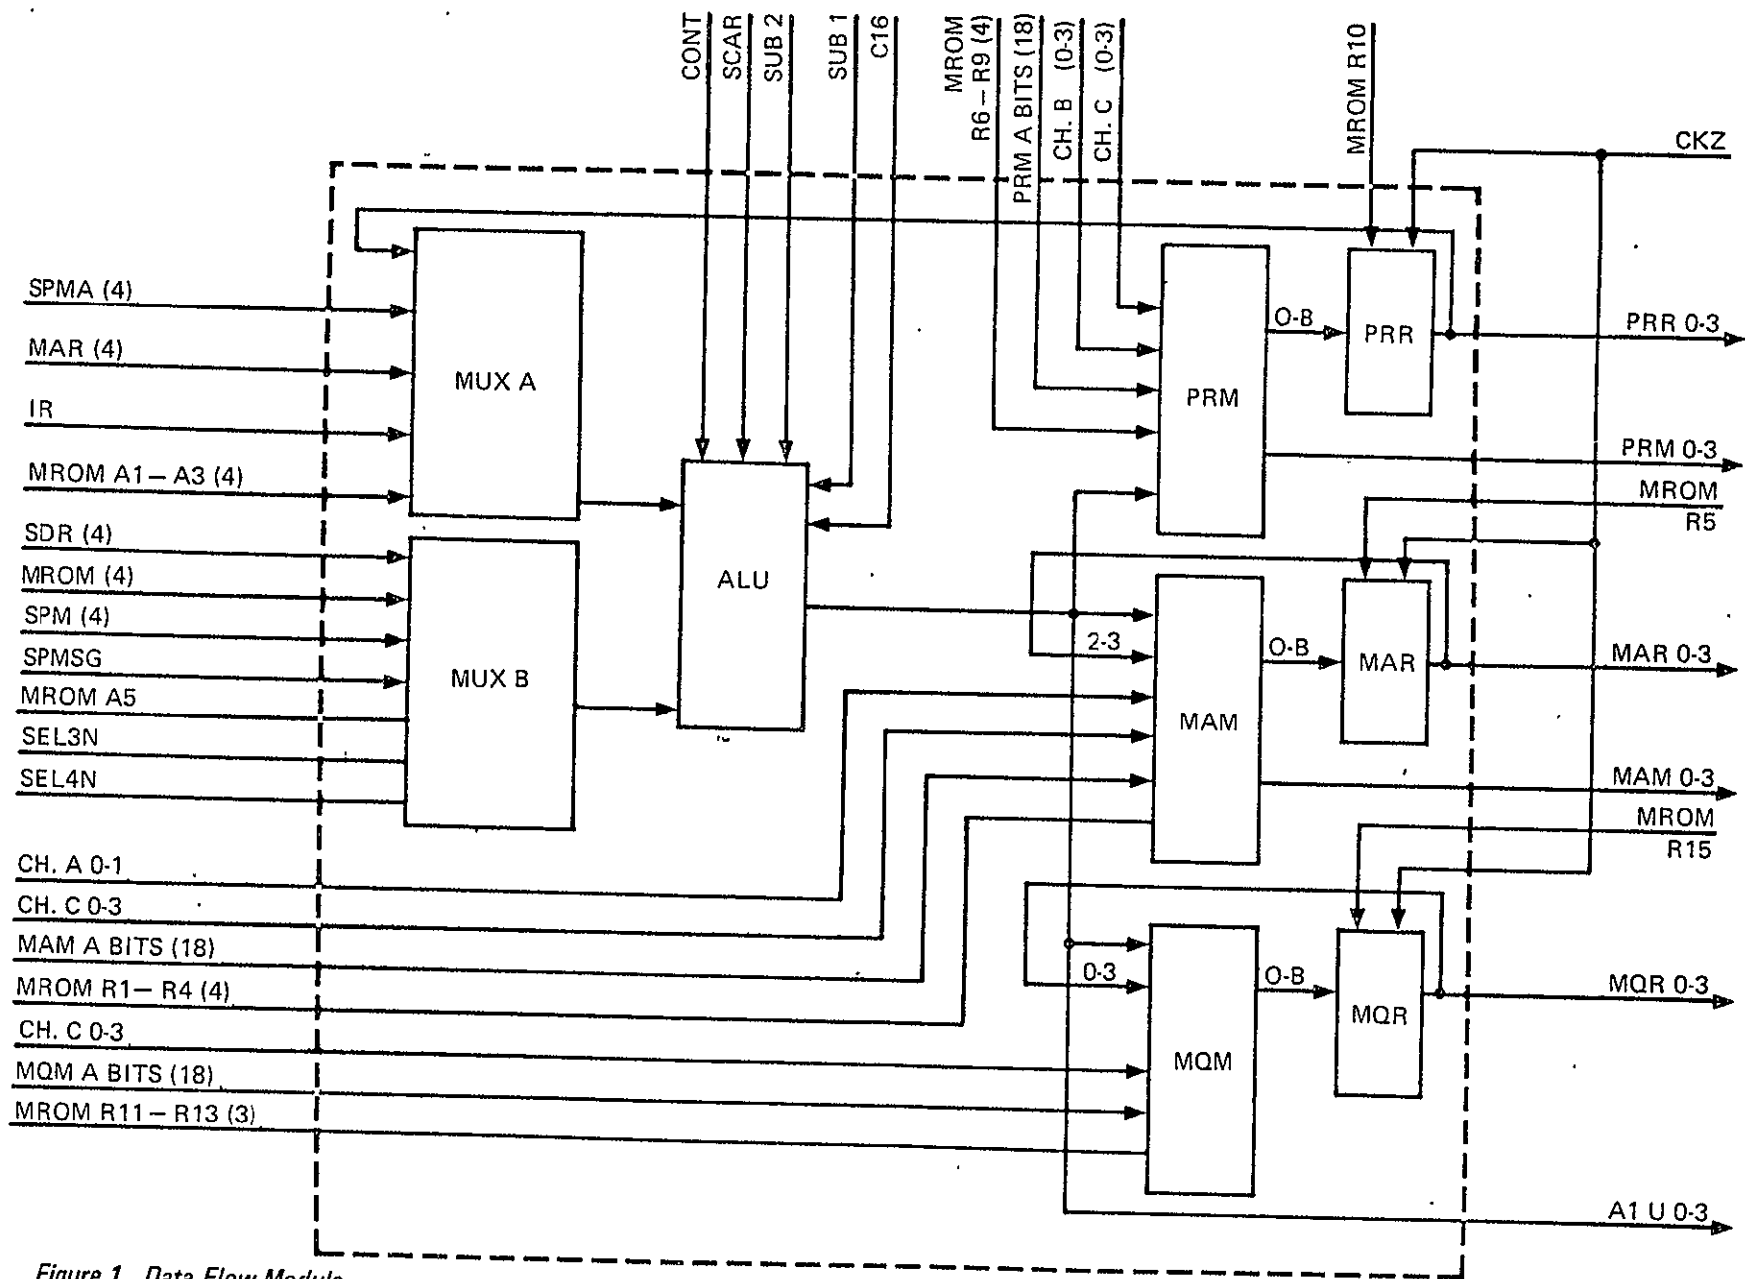 CONT
SCAR
SUB 2
SUB 1
C16
MROM
R6 – R9 (4)
PRM A BITS (18)
CH. B (0-3)
CH. C (0-3)
MROM R10
CKZ
SPMA (4)
MAR (4)
IR
MROM A1 – A3 (4)
SDR (4)
MROM (4)
SPM (4)
SPMSG
MROM A5
SEL3N
SEL4N
CH. A 0-1
CH. C 0-3
MAM A BITS (18)
MROM R1 – R4 (4)
CH. C 0-3
MQM A BITS (18)
MROM R11 – R13 (3)
MUX A
MUX B
ALU
PRM
O-B
PRR
PRR 0-3
PRM 0-3
MROM
R5
2-3
MAM
O-B
MAR
MAR 0-3
MAM 0-3
MROM
R15
0-3
MQM
O-B
MQR
MQR 0-3
A1 U 0-3
Figure 1 Data Flow Module